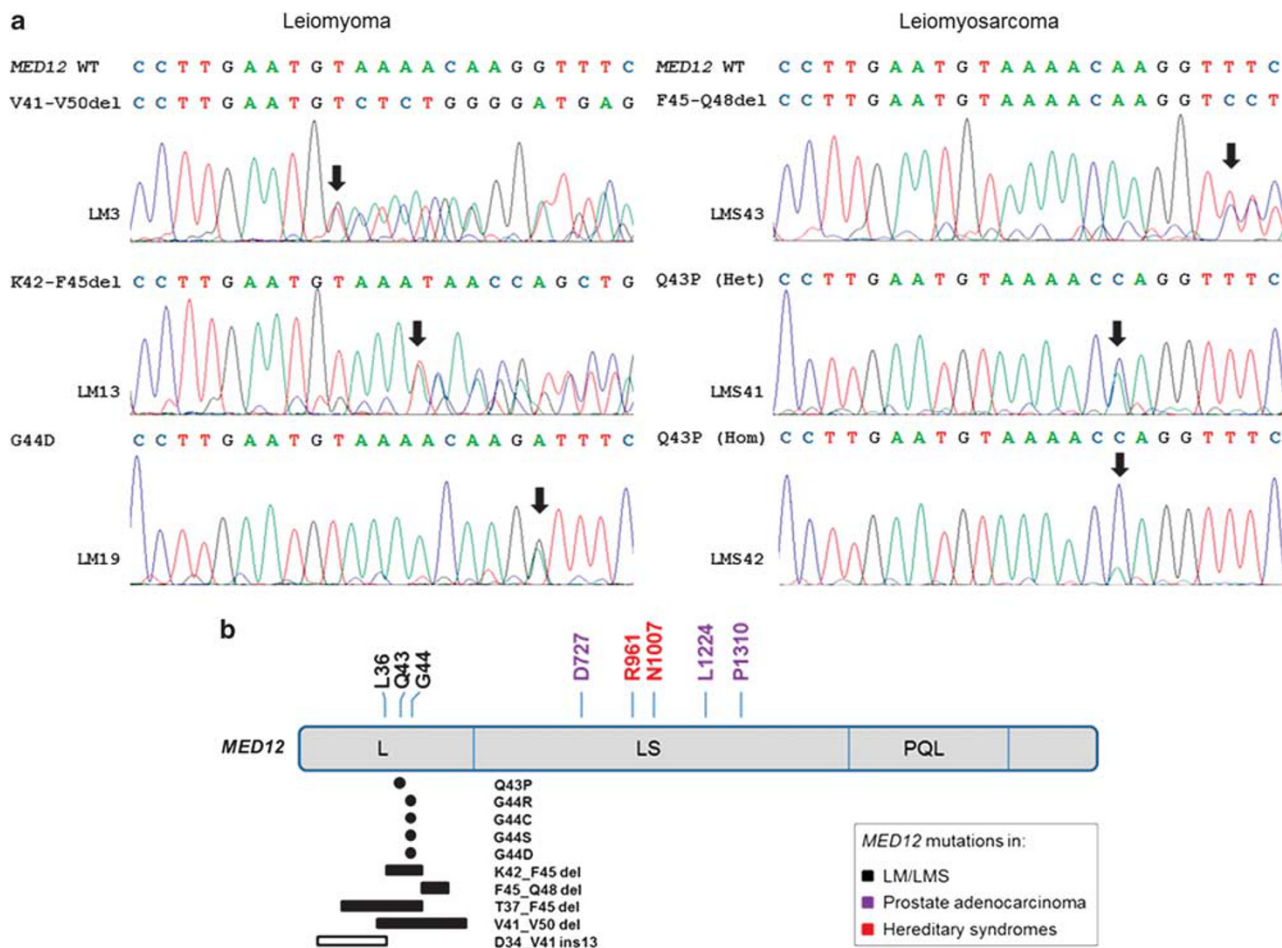 a
Leiomyoma
MED12 WT C C T T G A A T G T A A A A C A A G G T T T C
V41-V50del C C T T G A A T G T C T C T G G G G A T G A G
LM3
K42-F45del C C T T G A A T G T A A A T A A C C A G C T G
LM13
G44D C C T T G A A T G T A A A A C A A G A T T T C
LM19
Leiomyosarcoma
MED12 WT C C T T G A A T G T A A A A C A A G G T T T C
F45-Q48del C C T T G A A T G T A A A A C A A G G T C C T
LMS43
Q43P (Het) C C T T G A A T G T A A A A C C A G G T T T C
LMS41
Q43P (Hom) C C T T G A A T G T A A A A C C A G G T T T C
LMS42
b
L36
Q43
G44
D727
R961
N1007
L1224
P1310
MED12
L
LS
PQL
Q43P
G44R
G44C
G44S
G44D
K42_F45 del
F45_Q48 del
T37_F45 del
V41_V50 del
D34_V41 ins13
MED12 mutations in:
LM/LMS
Prostate adenocarcinoma
Hereditary syndromes